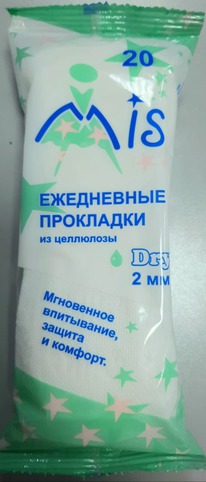 20
Mis
ЕЖЕДНЕВНЫЕ
ПРОКЛАДКИ
из целлюлозы
Dry
2 мм
Мгновенное
впитывание,
защита
и комфорт.